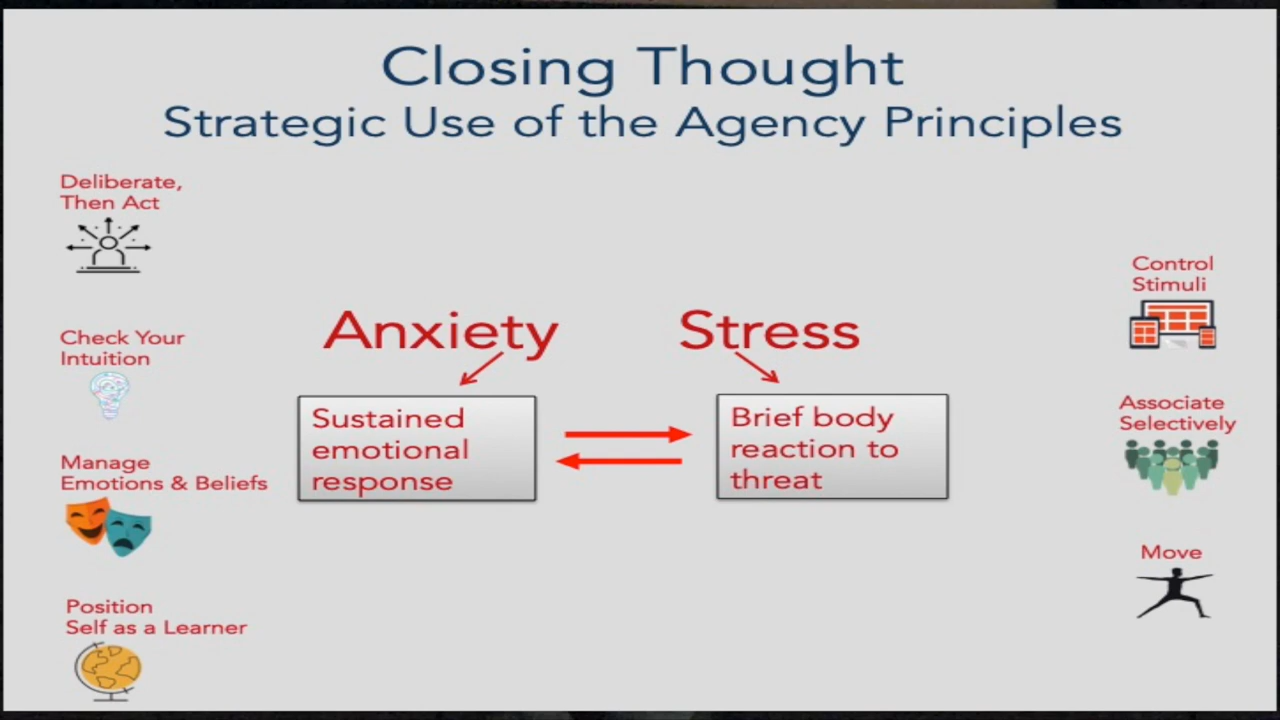 Closing Thought
Strategic Use of the Agency Principles
Deliberate,
Then Act
Check Your
Intuition
Manage
Emotions & Beliefs
Position
Self as a Learner
Anxiety
Sustained
emotional
response
Stress
Brief body
reaction to
threat
Control
Stimuli
Associate
Selectively
Move